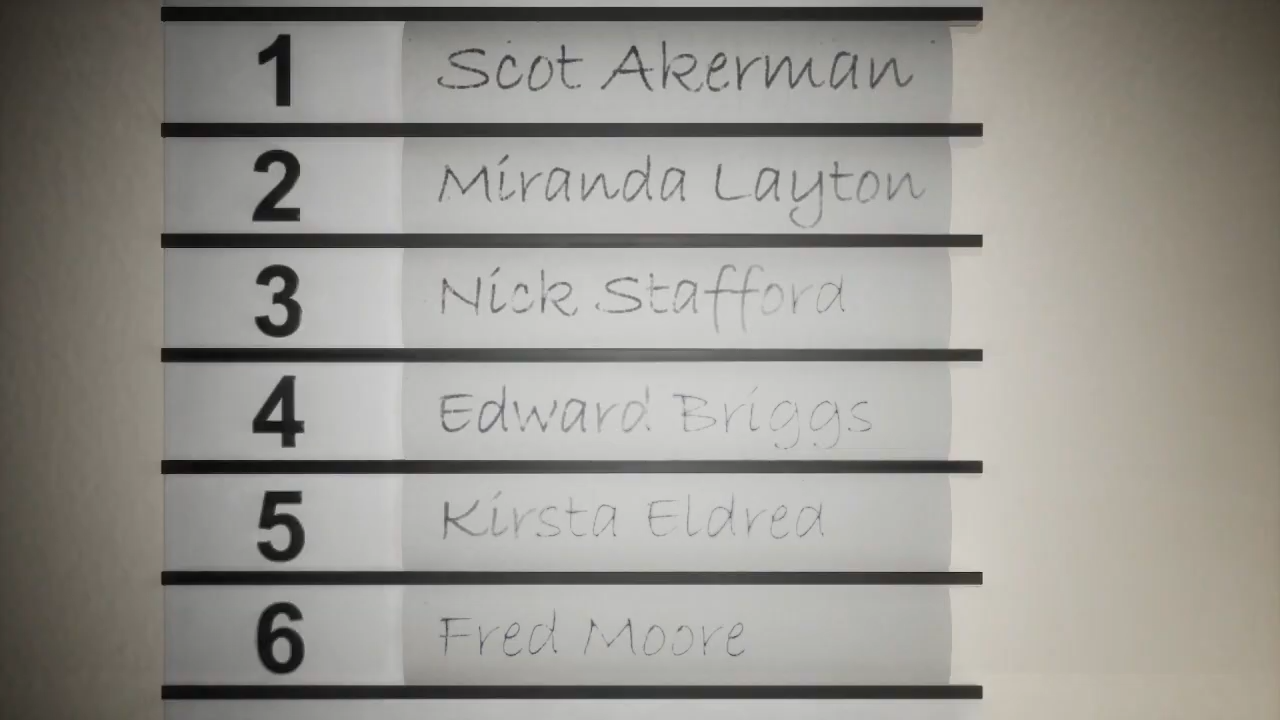 1 Scot Akerman
2 Miranda Layton
3 Nick Stafford
4 Edward Briggs
5 Kirsta Eldred
6 Fred Moore